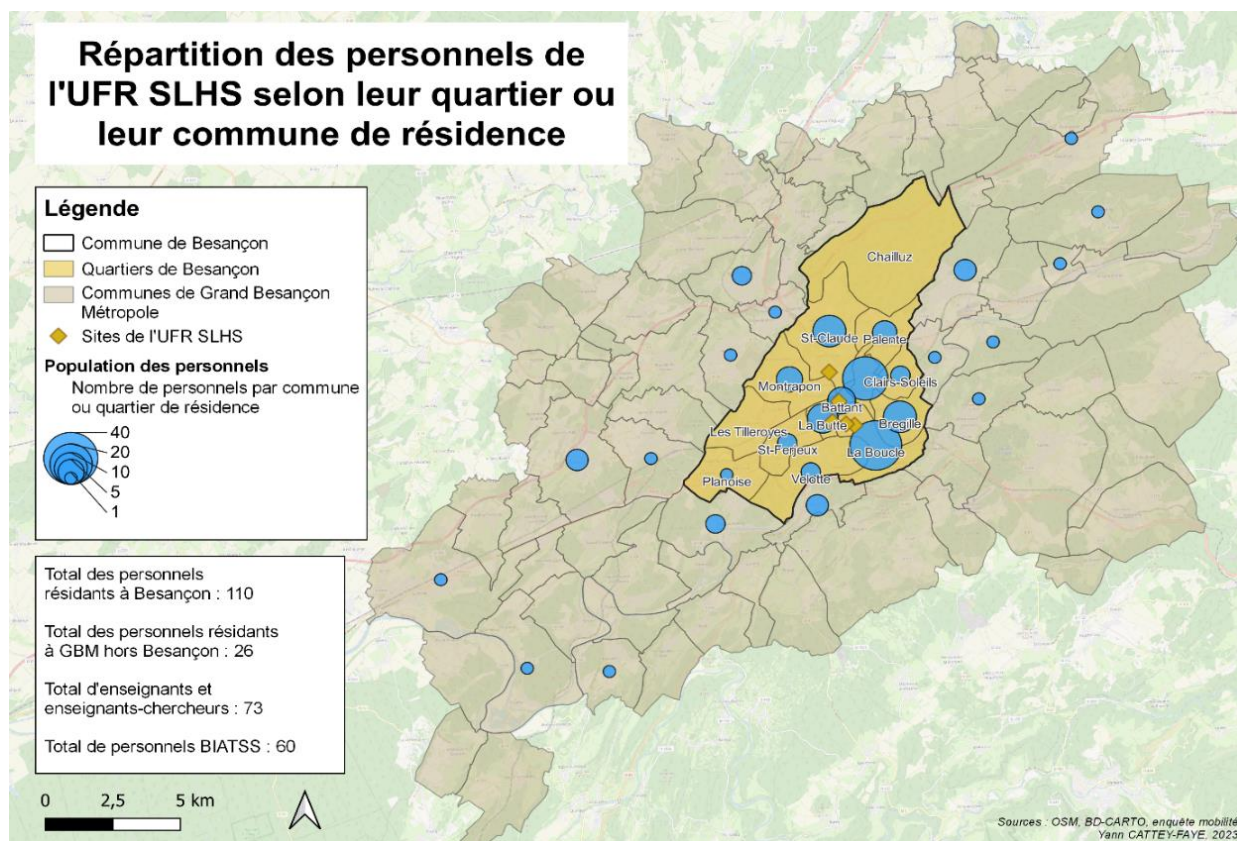 Répartition des personnels de
l'UFR SLHS selon leur quartier ou
leur commune de résidence
Légende
Commune de Besançon
Quartiers de Besançon
Communes de Grand Besançon
Métropole
Sites de l'UFR SLHS
Population des personnels
Nombre de personnels par commune
ou quartier de résidence
40
20
10
5
1
Total des personnels
résidants à Besançon : 110
Total des personnels résidants
à GBM hors Besançon : 26
Total d'enseignants et
enseignants-chercheurs : 73
Total de personnels BIATSS : 60
0 2,5 5 km
Chailluz
St-Claude
Palente
Montrapon
Clairs-Soleils
Battant
Les Tilleroyes
La Butte
Bregille
St-Ferjeux
La Boucle
Planoise
Velotte
Sources : OSM, BD-CARTO, enquête mobilité
Yann CATTEY-FAYE, 2023